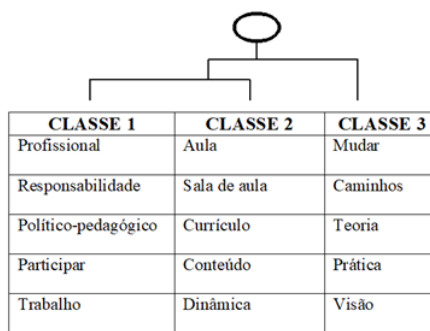 CLASSE 1 CLASSE 2 CLASSE 3
Profissional Aula Mudar
Responsabilidade Sala de aula Caminhos
Político-pedagógico Currículo Teoria
Participar Conteúdo Prática
Trabalho Dinâmica Visão